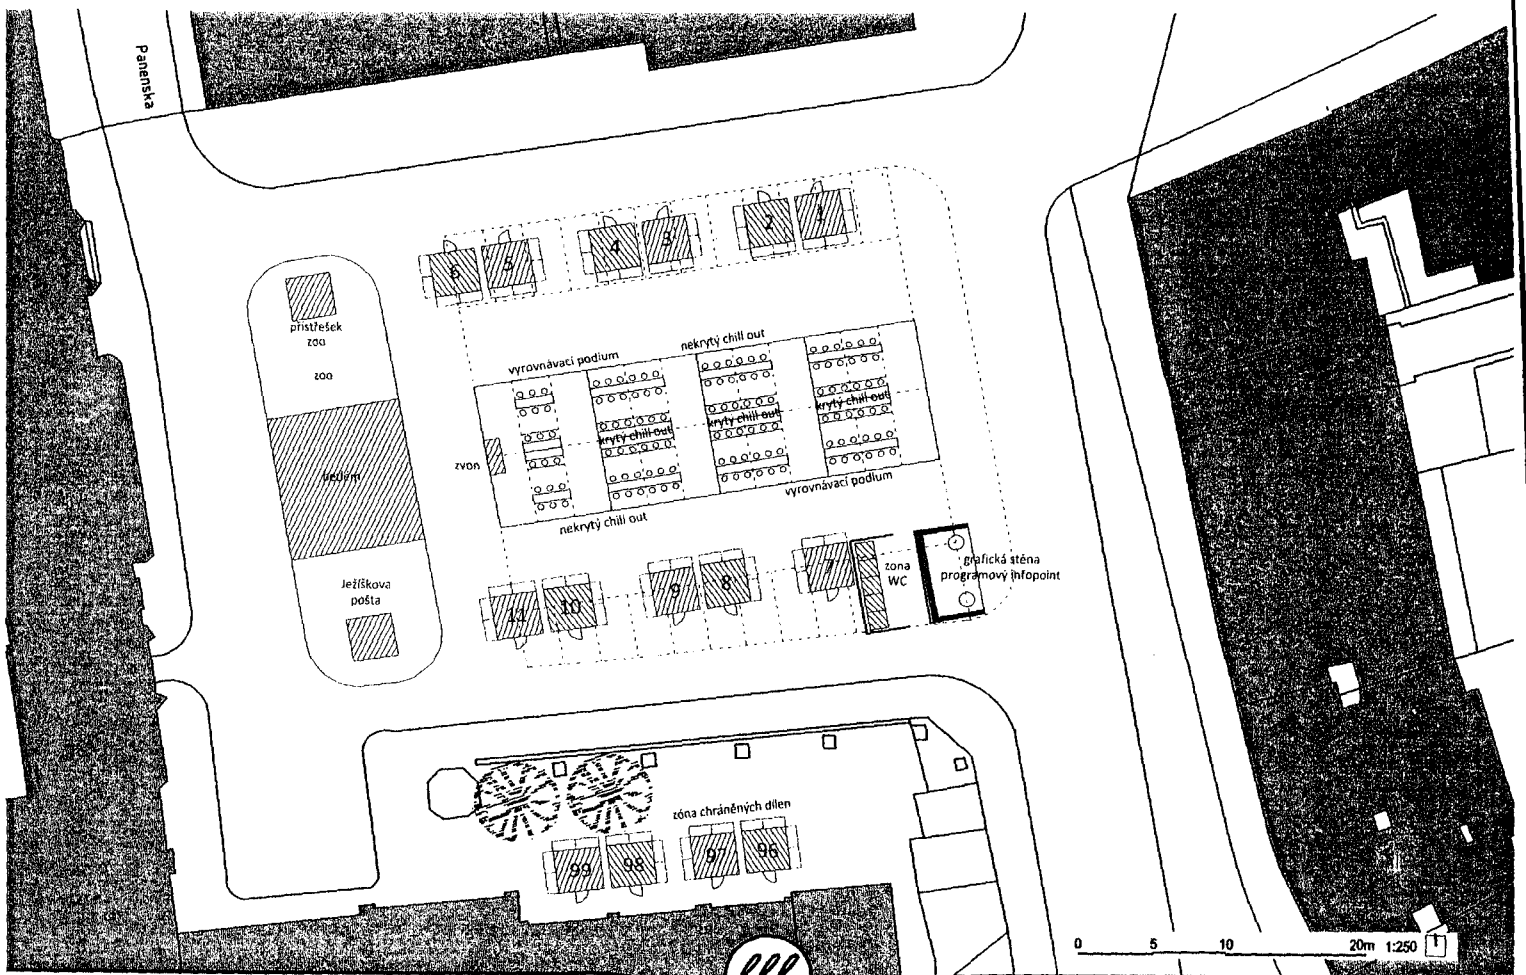 Panenska
6
5
4
3
2
1
přístřešek
zoo
zoo
vyrovnávací podium
nekrytý chill out
krytý chill out
krytý chill out
krytý chill out
zvon
betlém
vyrovnávací podium
nekrytý chill out
Ježíškova
pošta
11
10
9
8
7
zona
WC
grafická stěna
programový infopoint
zóna chráněných dílen
99
98
97
96
0 5 10 20m 1:250